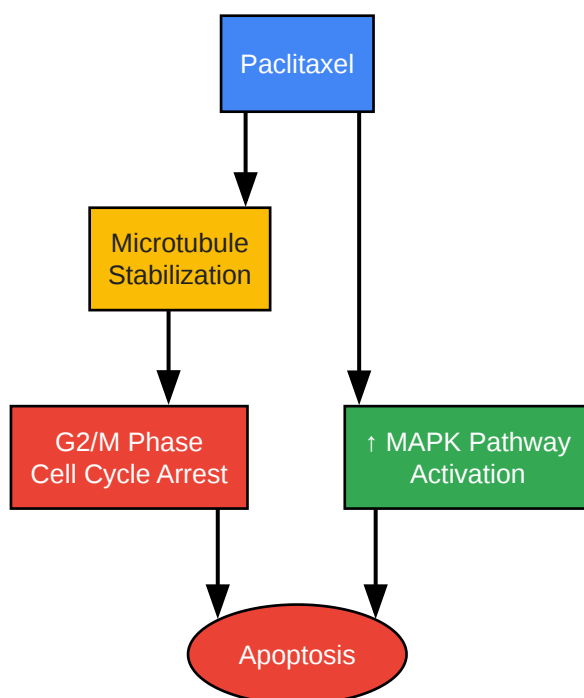 Paclitaxel
Microtubule
Stabilization
G2/M Phase
Cell Cycle Arrest
↑ MAPK Pathway
Activation
Apoptosis